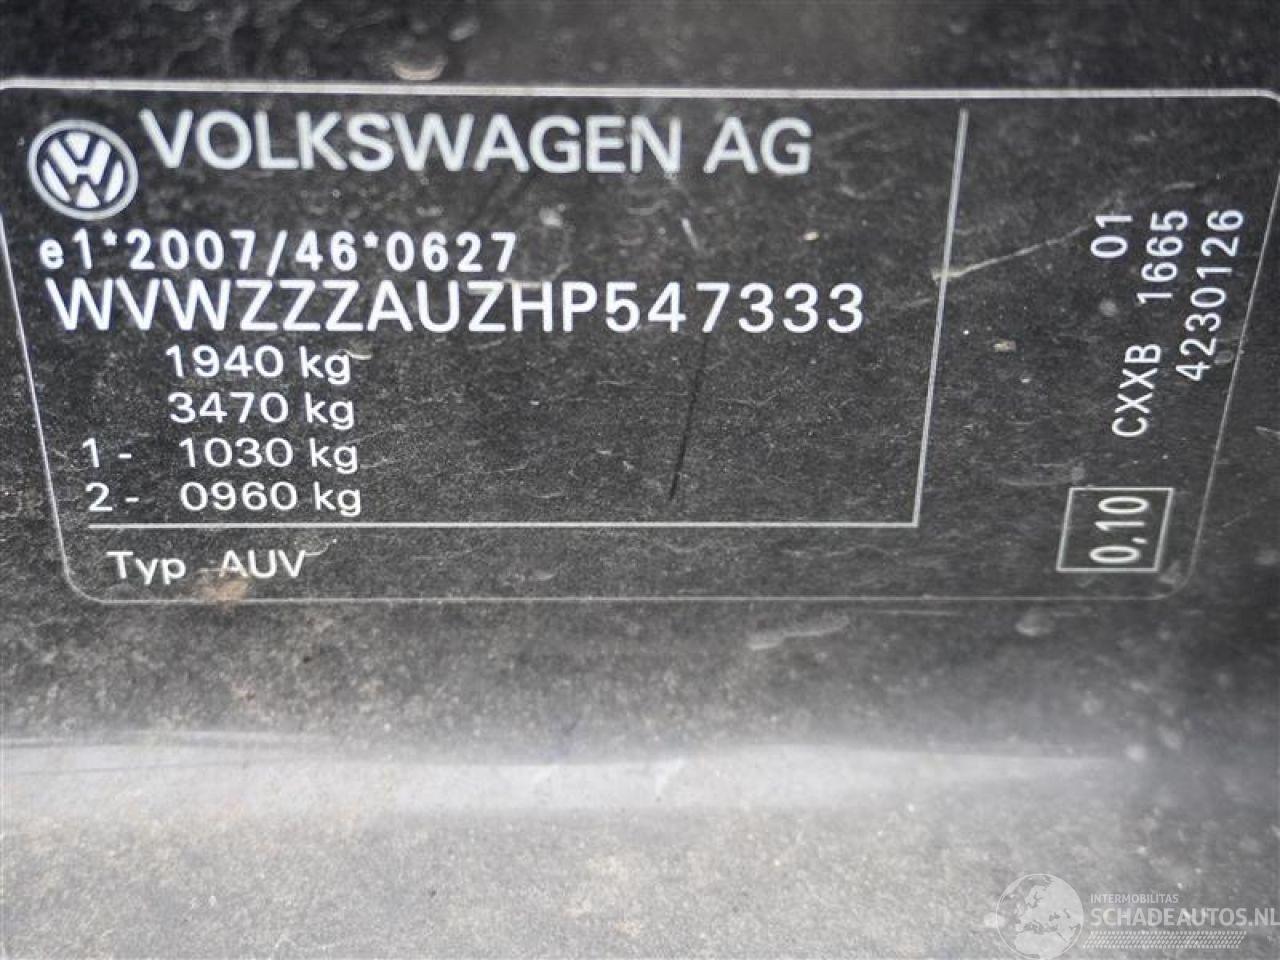 VOLKSWAGEN AG
e1*2007/46*0627
WVWZZZAUZHP547333
1940 kg
3470 kg
1- 1030 kg
2- 0960 kg
Typ AUV
01
CXXB 1665
4230126
0,10
INTERMOBILITAS
SCHADEAUTOS.NL